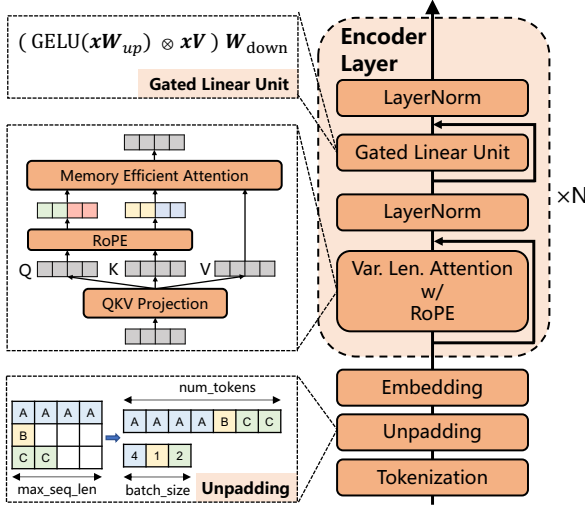 ( GELU(xW_up) ⊗ xV ) W_down
Gated Linear Unit
Memory Efficient Attention
RoPE
Q
K
V
QKV Projection
num_tokens
A A A A
B
C C
A A A A B C C
4 1 2
max_seq_len
batch_size
Unpadding
Encoder
Layer
LayerNorm
Gated Linear Unit
LayerNorm
×N
Var. Len. Attention
w/
RoPE
Embedding
Unpadding
Tokenization